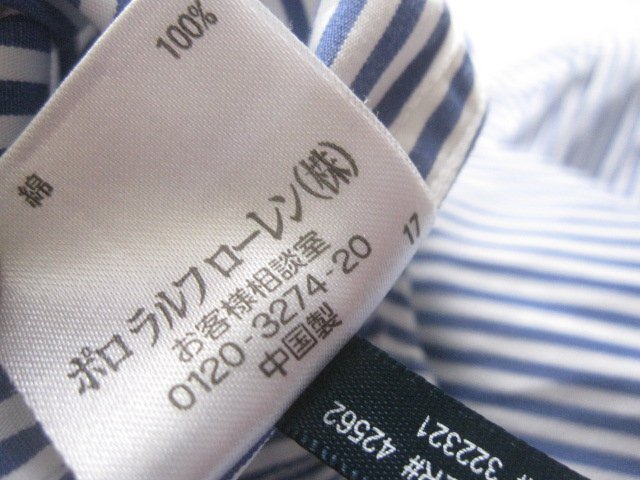 綿 100%
ポロ ラルフ ローレン(株)
お客様相談室
0120-3274-20 17
中国製
ER# 42562
# 322321